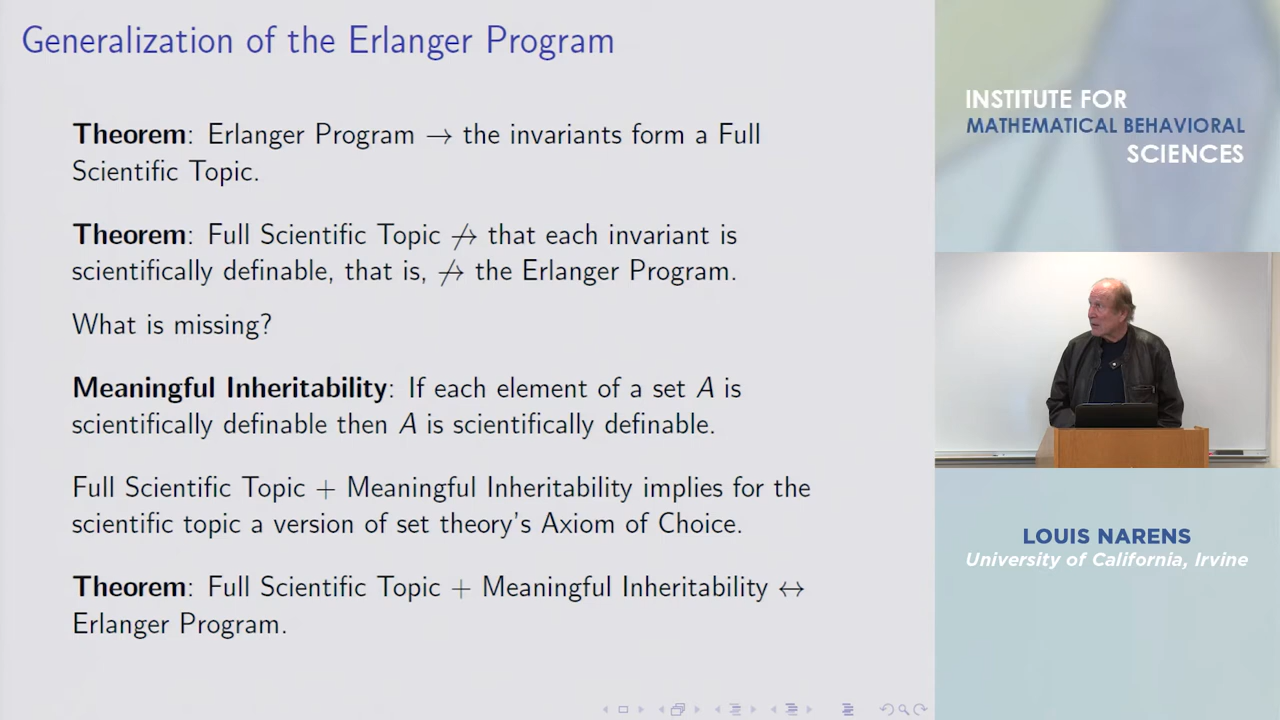 Generalization of the Erlanger Program
Theorem: Erlanger Program → the invariants form a Full
Scientific Topic.
Theorem: Full Scientific Topic ↛ that each invariant is
scientifically definable, that is, ↛ the Erlanger Program.
What is missing?
Meaningful Inheritability: If each element of a set A is
scientifically definable then A is scientifically definable.
Full Scientific Topic + Meaningful Inheritability implies for the
scientific topic a version of set theory's Axiom of Choice.
Theorem: Full Scientific Topic + Meaningful Inheritability ↔
Erlanger Program.
INSTITUTE FOR
MATHEMATICAL BEHAVIORAL
SCIENCES
LOUIS NARENS
University of California, Irvine